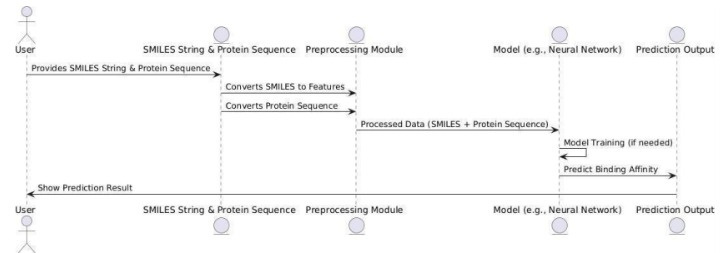 User
SMILES String & Protein Sequence
Preprocessing Module
Model (e.g., Neural Network)
Prediction Output
Provides SMILES String & Protein Sequence
Converts SMILES to Features
Converts Protein Sequence
Processed Data (SMILES + Protein Sequence)
Model Training (if needed)
Predict Binding Affinity
Show Prediction Result
User
SMILES String & Protein Sequence
Preprocessing Module
Model (e.g., Neural Network)
Prediction Output